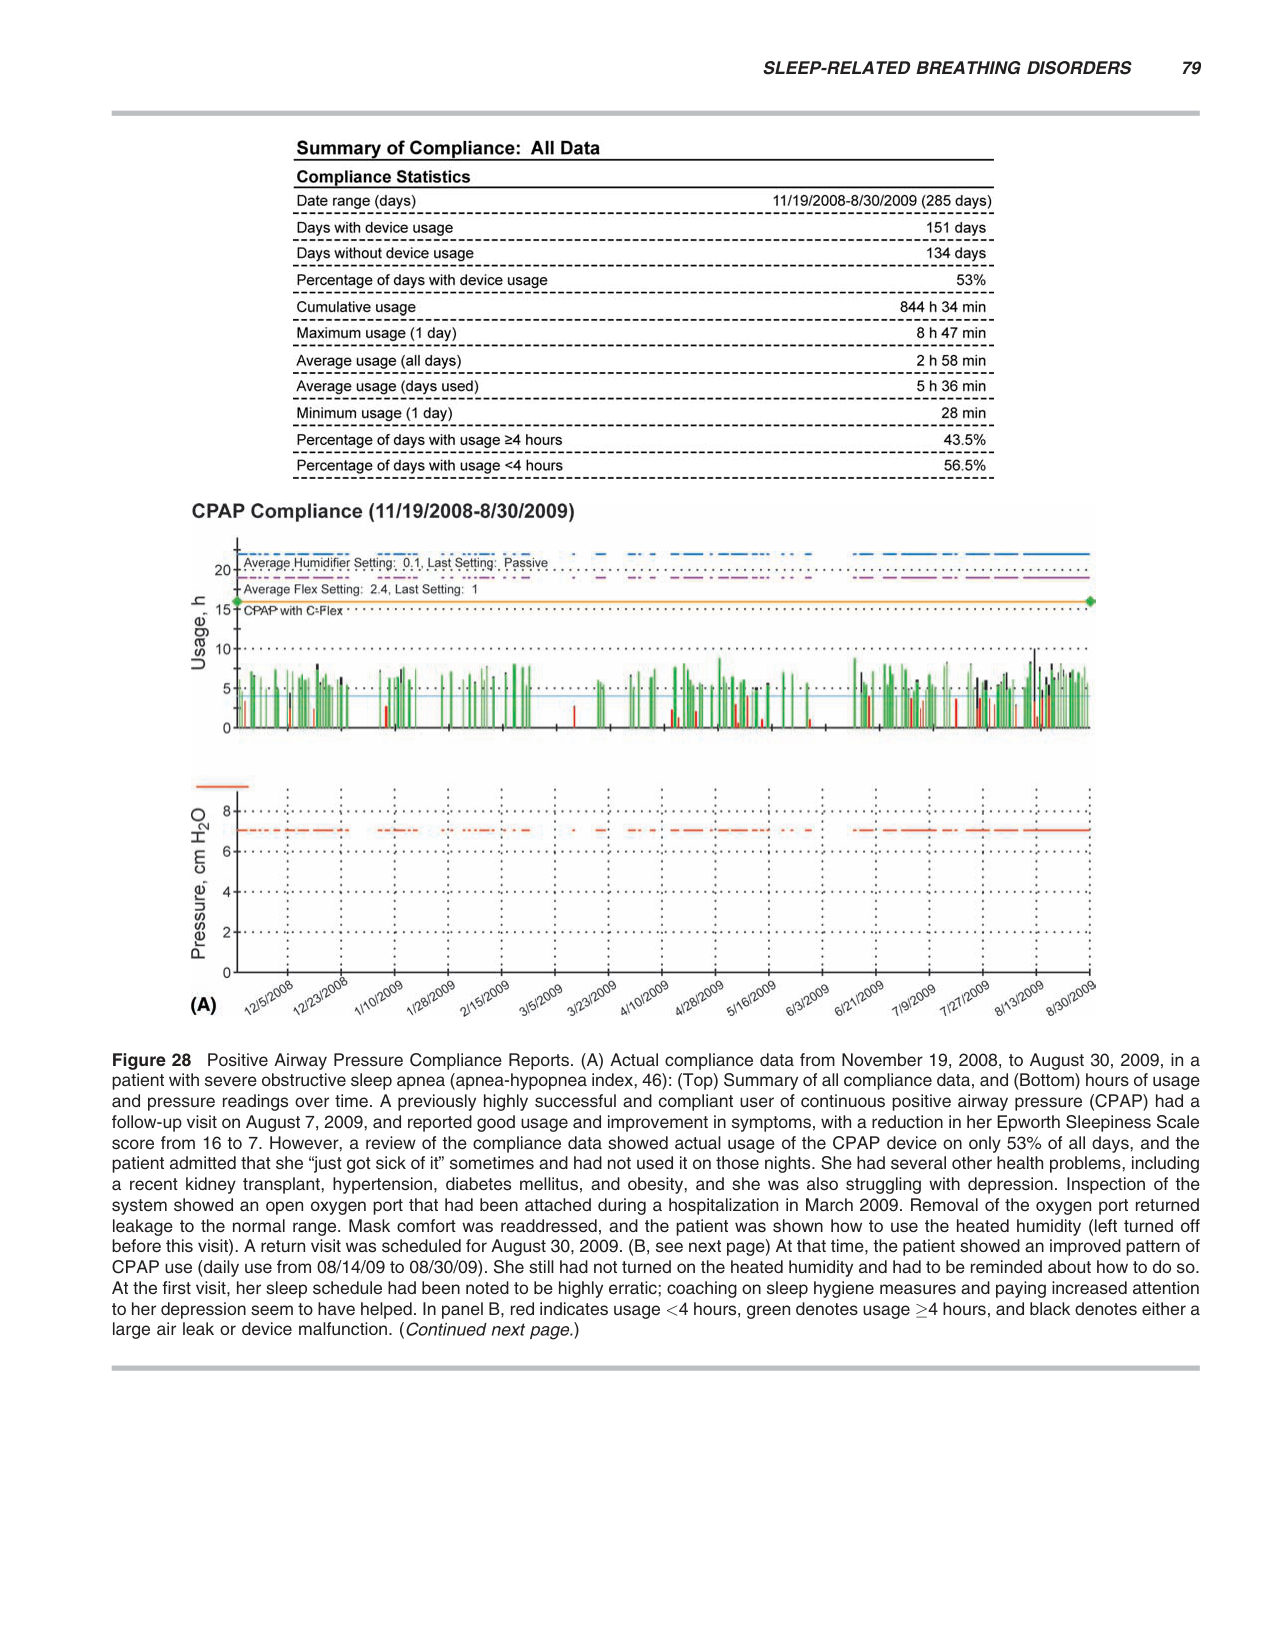 SLEEP-RELATED BREATHING DISORDERS 79
Summary of Compliance: All Data
Compliance Statistics
Date range (days) 11/19/2008-8/30/2009 (285 days)
Days with device usage 151 days
Days without device usage 134 days
Percentage of days with device usage 53%
Cumulative usage 844 h 34 min
Maximum usage (1 day) 8 h 47 min
Average usage (all days) 2 h 58 min
Average usage (days used) 5 h 36 min
Minimum usage (1 day) 28 min
Percentage of days with usage ≥4 hours 43.5%
Percentage of days with usage <4 hours 56.5%
CPAP Compliance (11/19/2008-8/30/2009)
Usage, h
20
15
10
5
0
Average Humidifier Setting: 0.1, Last Setting: Passive
Average Flex Setting: 2.4, Last Setting: 1
CPAP with C-Flex
Pressure, cm H2O
8
6
4
2
0
12/5/2008 12/23/2008 1/10/2009 1/28/2009 2/15/2009 3/5/2009 3/23/2009 4/10/2009 4/28/2009 5/16/2009 6/3/2009 6/21/2009 7/9/2009 7/27/2009 8/13/2009 8/30/2009
(A)
Figure 28 Positive Airway Pressure Compliance Reports. (A) Actual compliance data from November 19, 2008, to August 30, 2009, in a
patient with severe obstructive sleep apnea (apnea-hypopnea index, 46): (Top) Summary of all compliance data, and (Bottom) hours of usage
and pressure readings over time. A previously highly successful and compliant user of continuous positive airway pressure (CPAP) had a
follow-up visit on August 7, 2009, and reported good usage and improvement in symptoms, with a reduction in her Epworth Sleepiness Scale
score from 16 to 7. However, a review of the compliance data showed actual usage of the CPAP device on only 53% of all days, and the
patient admitted that she “just got sick of it” sometimes and had not used it on those nights. She had several other health problems, including
a recent kidney transplant, hypertension, diabetes mellitus, and obesity, and she was also struggling with depression. Inspection of the
system showed an open oxygen port that had been attached during a hospitalization in March 2009. Removal of the oxygen port returned
leakage to the normal range. Mask comfort was readdressed, and the patient was shown how to use the heated humidity (left turned off
before this visit). A return visit was scheduled for August 30, 2009. (B, see next page) At that time, the patient showed an improved pattern of
CPAP use (daily use from 08/14/09 to 08/30/09). She still had not turned on the heated humidity and had to be reminded about how to do so.
At the first visit, her sleep schedule had been noted to be highly erratic; coaching on sleep hygiene measures and paying increased attention
to her depression seem to have helped. In panel B, red indicates usage <4 hours, green denotes usage ≥4 hours, and black denotes either a
large air leak or device malfunction. (Continued next page.)